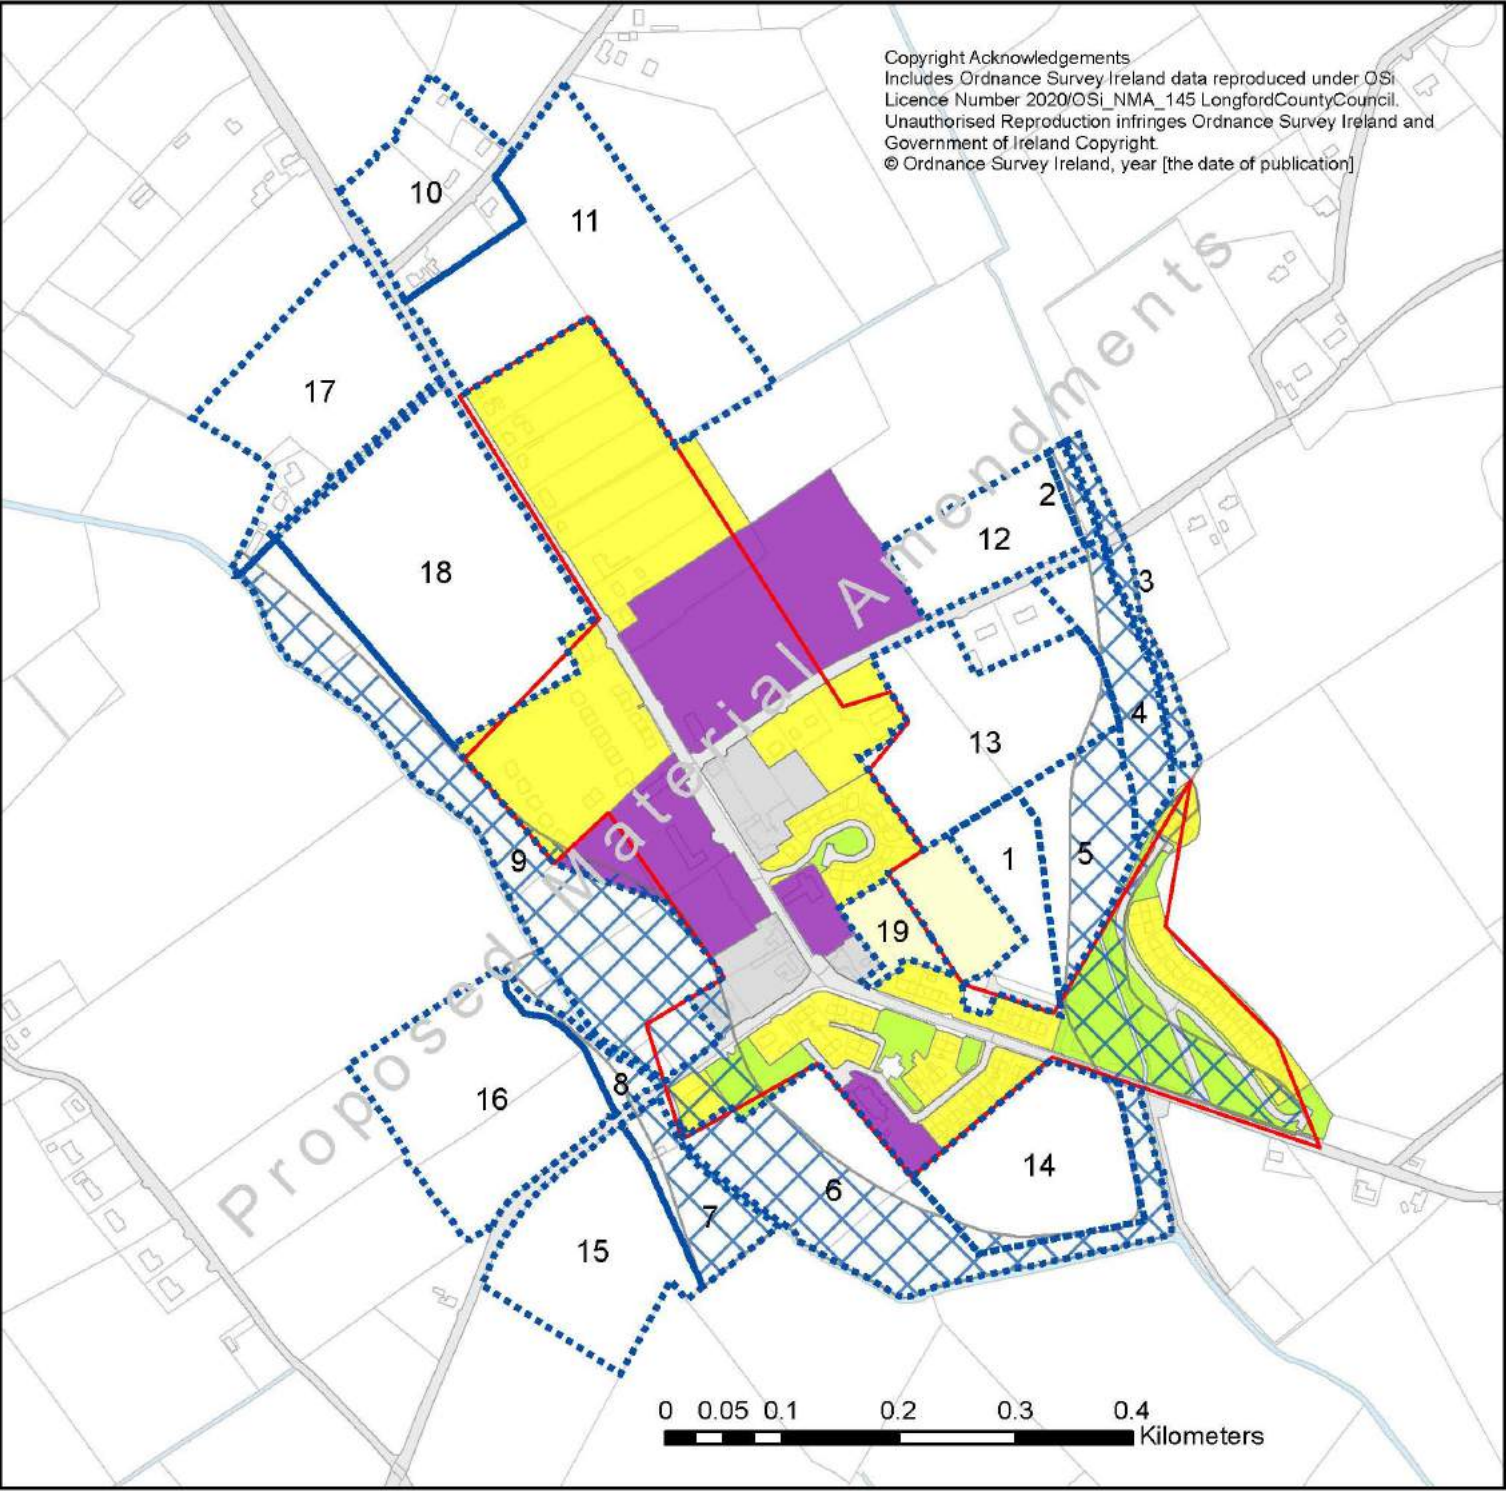 Copyright Acknowledgements
Includes Ordnance Survey Ireland data reproduced under OSi
Licence Number 2020/OSi_NMA_145 LongfordCountyCouncil.
Unauthorised Reproduction infringes Ordnance Survey Ireland and
Government of Ireland Copyright.
© Ordnance Survey Ireland, year [the date of publication]
10
11
17
2
12
18
3
4
13
9
1
5
19
8
16
14
6
7
15
Proposed Material Amendments
0 0.05 0.1 0.2 0.3 0.4
Kilometers